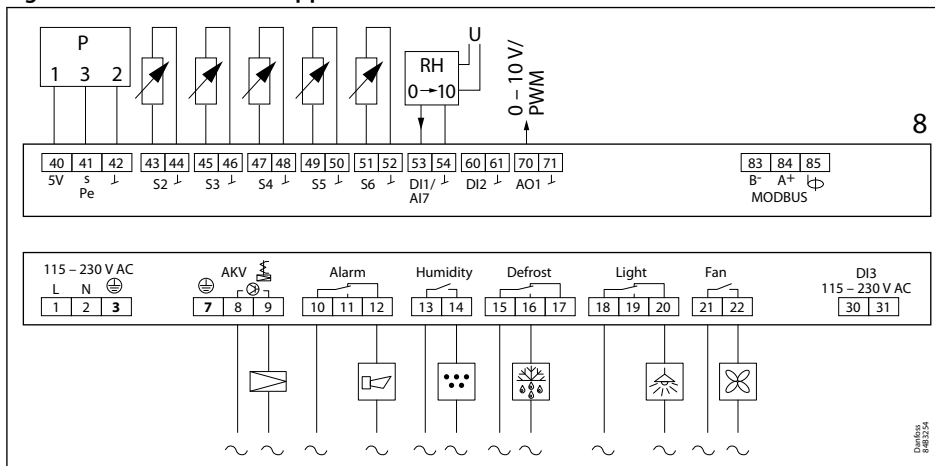 P
1 3 2
RH
0→10
U
0 – 10 V/
PWM
8
40 41 42 43 44 45 46 47 48 49 50 51 52 53 54 60 61 70 71 83 84 85
5V s S2 S3 S4 S5 S6 DI1/ DI2 AO1 B- A+
Pe AI7 MODBUS
115 – 230 V AC AKV Alarm Humidity Defrost Light Fan DI3
L N 115 – 230 V AC
1 2 3 7 8 9 10 11 12 13 14 15 16 17 18 19 20 21 22 30 31
Danfoss
84B3254